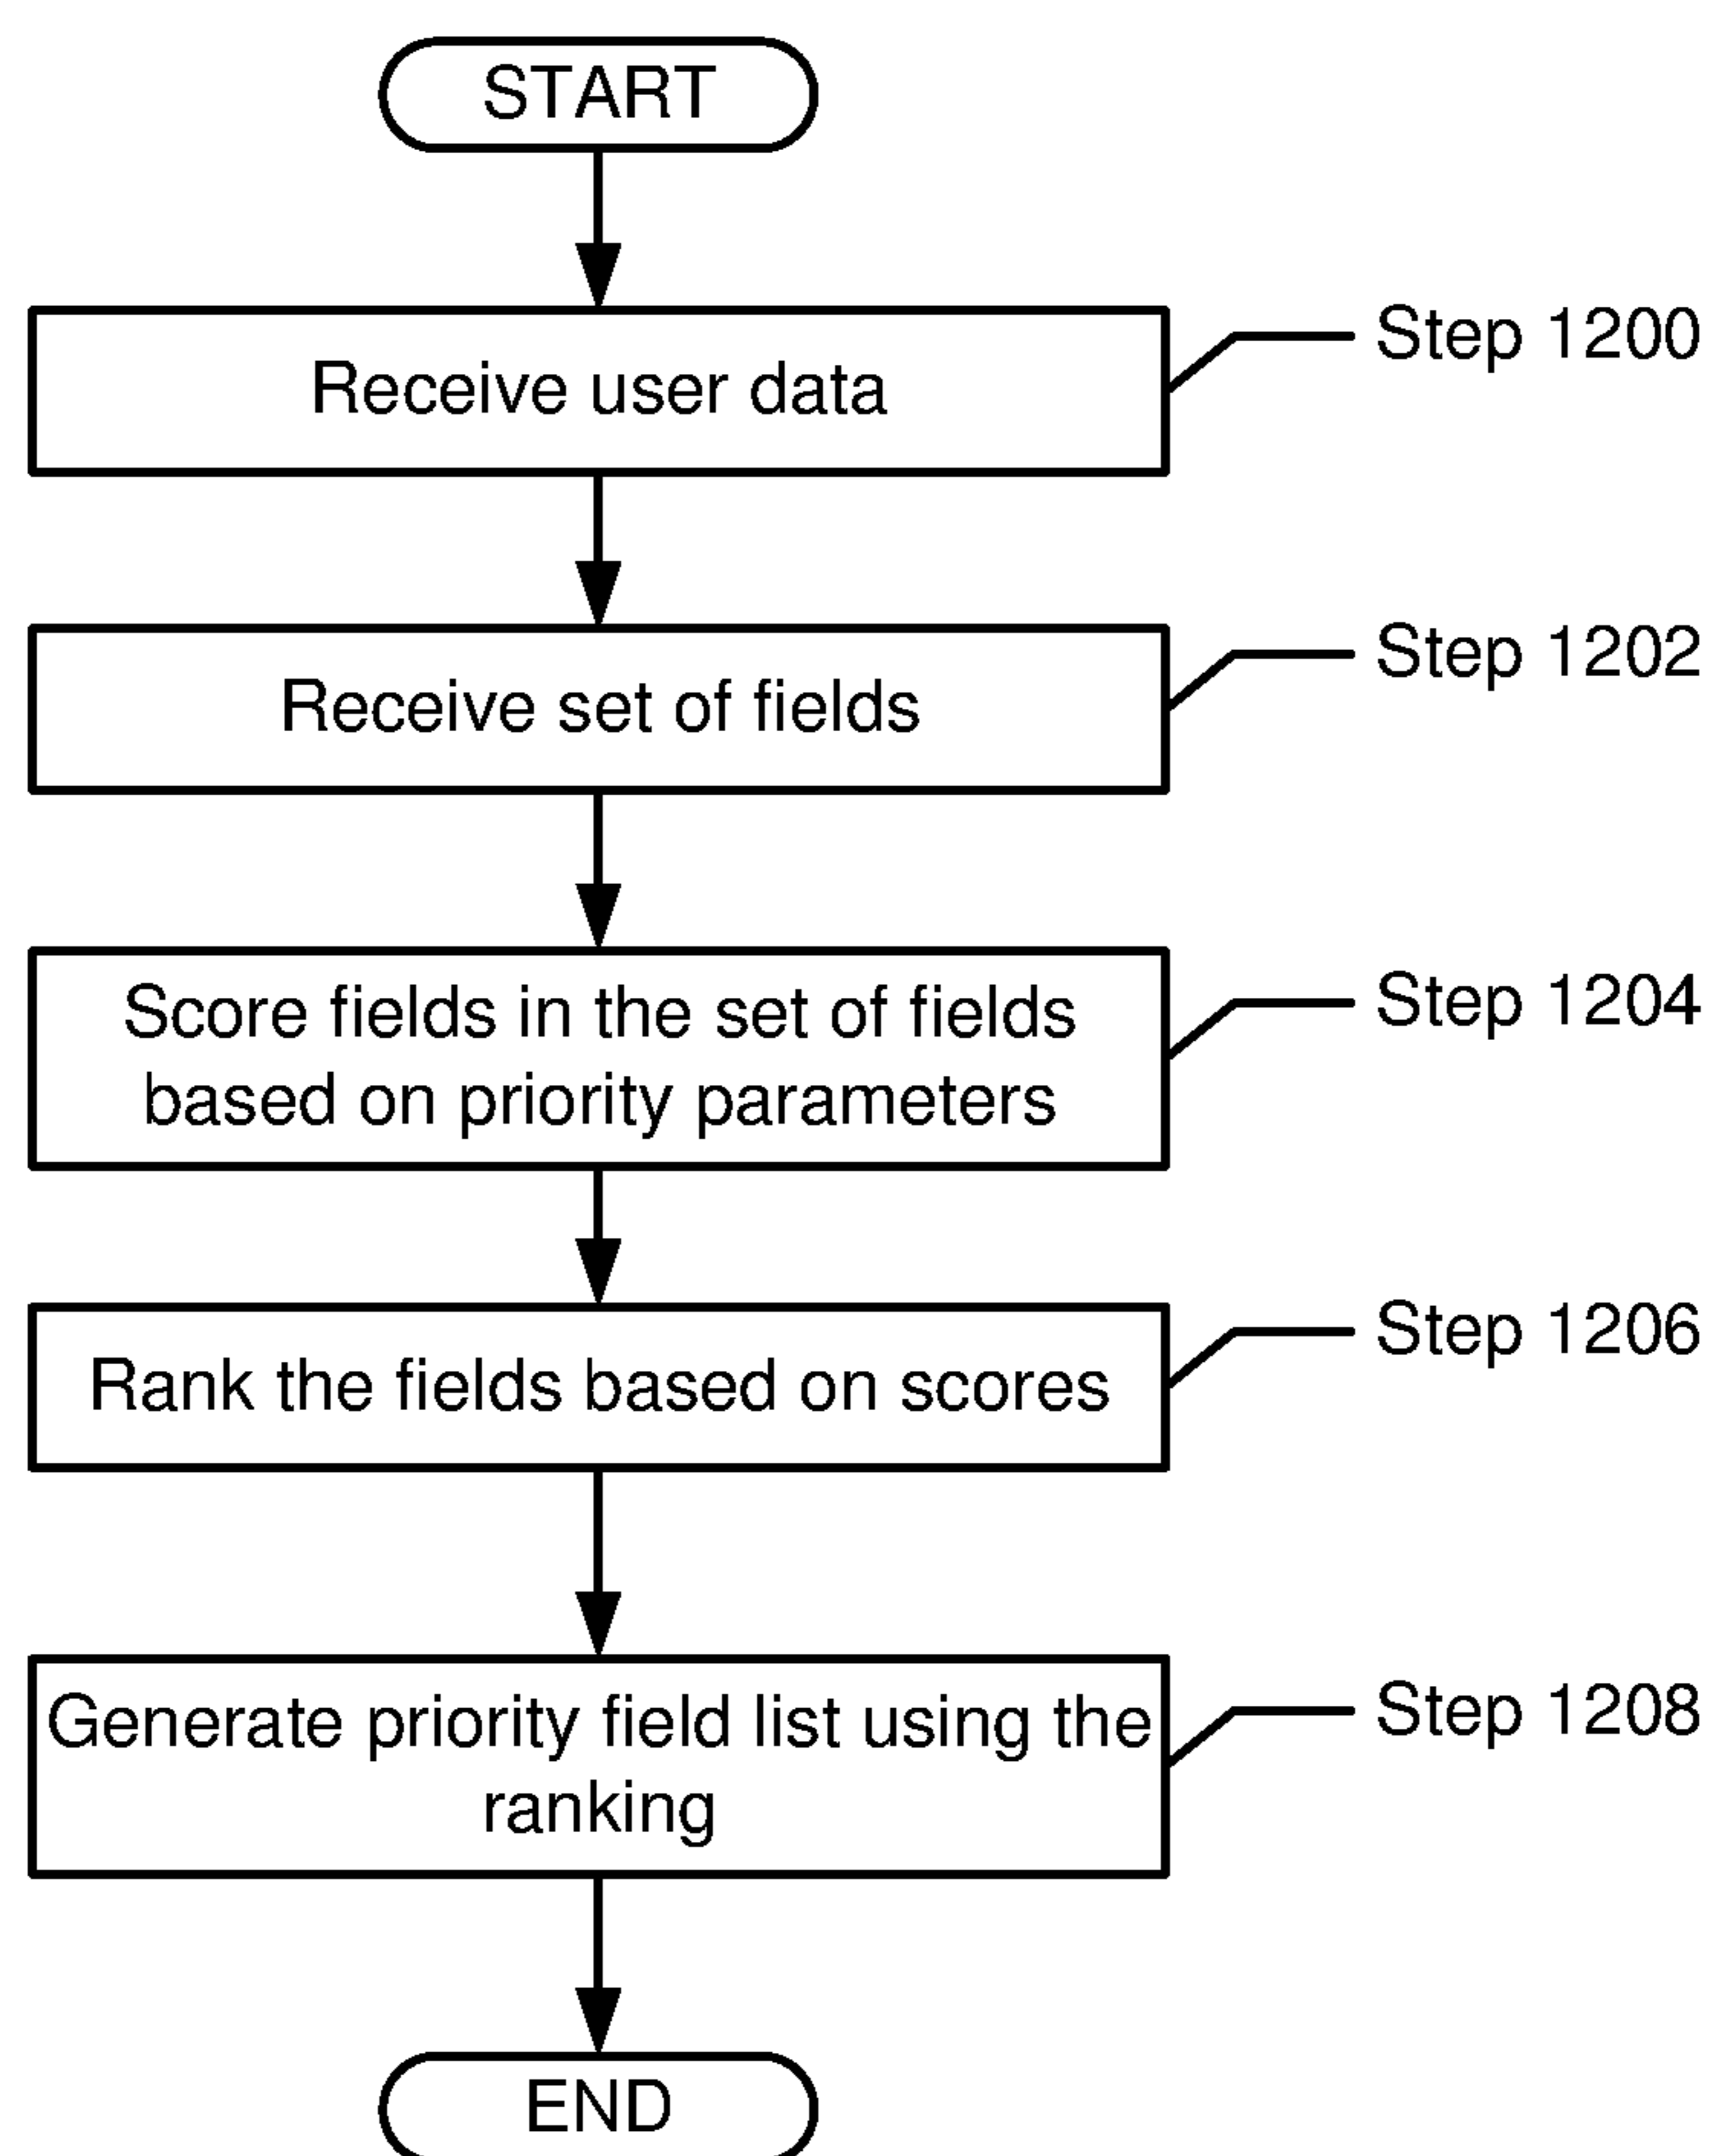 START
Receive user data
Step 1200
Receive set of fields
Step 1202
Score fields in the set of fields
based on priority parameters
Step 1204
Rank the fields based on scores
Step 1206
Generate priority field list using the
ranking
Step 1208
END